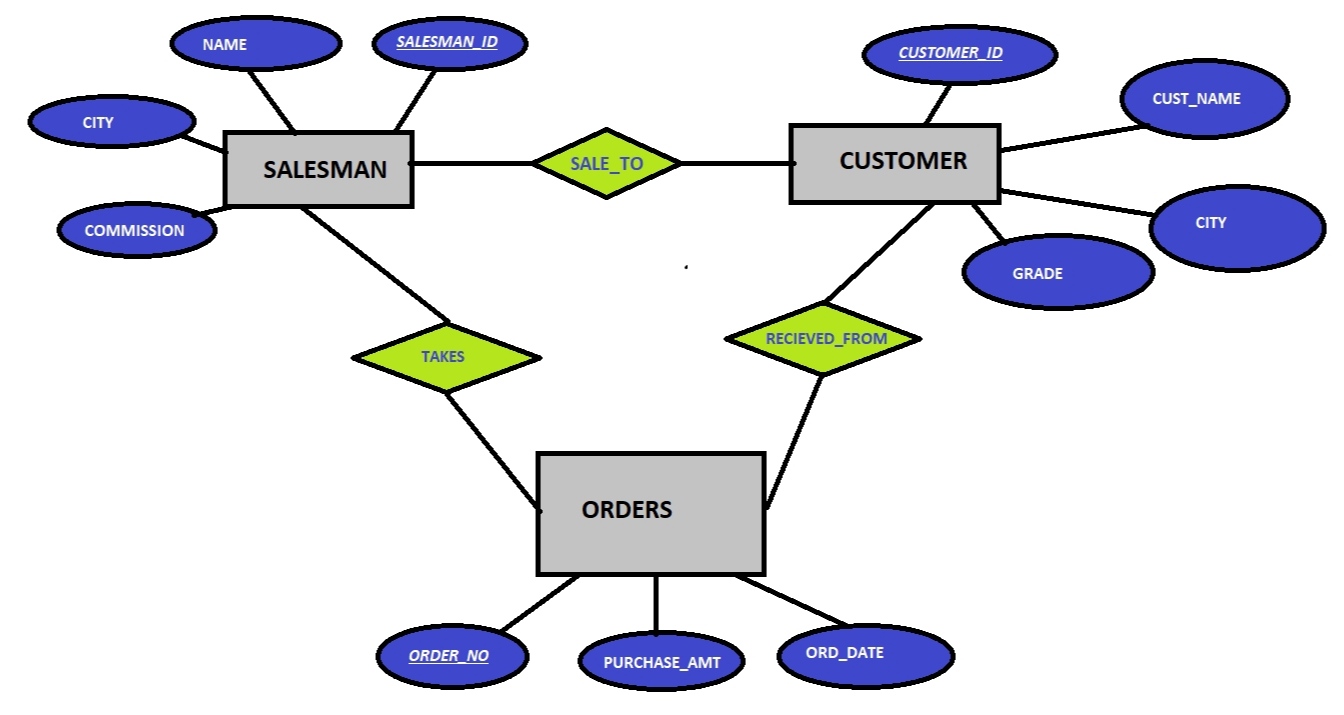 NAME
SALESMAN_ID
CUSTOMER_ID
CITY
CUST_NAME
SALESMAN
SALE_TO
CUSTOMER
COMMISSION
CITY
GRADE
TAKES
RECIEVED_FROM
ORDERS
ORDER_NO
PURCHASE_AMT
ORD_DATE